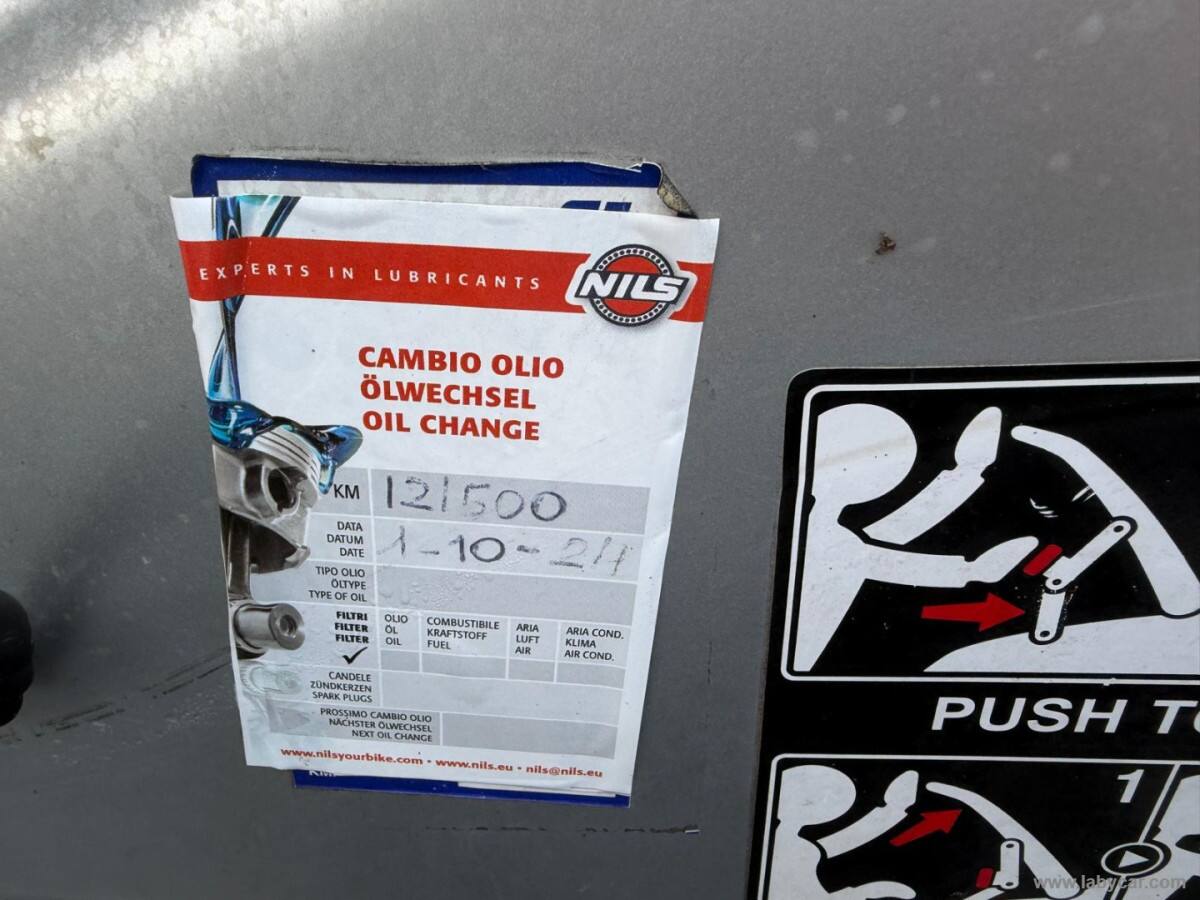 EXPERTS IN LUBRICANTS
NILS
CAMBIO OLIO
ÖLWECHSEL
OIL CHANGE
KM 121500
DATA
DATUM
DATE
1-10-24
TIPO OLIO
ÖLTYPE
TYPE OF OIL
FILTRI
FILTER
FILTER
OLIO
ÖL
OIL
COMBUSTIBILE
KRAFTSTOFF
FUEL
ARIA
LUFT
AIR
ARIA COND.
KLIMA
AIR COND.
CANDELE
ZÜNDKERZEN
SPARK PLUGS
PROSSIMO CAMBIO OLIO
NÄCHSTER ÖLWECHSEL
NEXT OIL CHANGE
www.nilsyourbike.com • www.nils.eu • nils@nils.eu
KM
PUSH
1
www.labycar.com